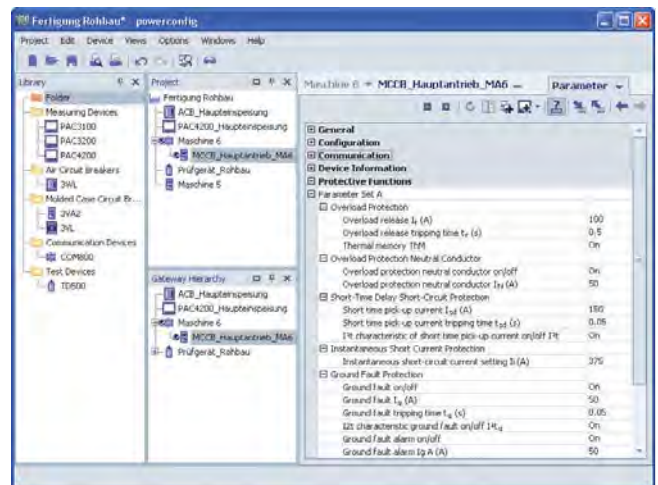 Fertigung Rohbau* - powerconfig
Project Edit Device Views Options Windows Help
Library
Folder
Measuring Devices
PAC3100
PAC3200
PAC4200
Air Circuit Breakers
3WL
Molded Case Circuit Br...
3VA2
3VL
Communication Devices
COM800
Test Devices
TD500
Project
Fertigung Rohbau
ACB_Haupteinspeisung
PAC4200_Haupteinspeisung
Maschine 6
MCCB_Hauptantrieb_MA6
Prüfgerät_Rohbau
Maschine 5
Gateway Hierarchy
ACB_Haupteinspeisung
PAC4200_Haupteinspeisung
Maschine 6
MCCB_Hauptantrieb_MA6
Prüfgerät_Rohbau
Maschine 6 MCCB_Hauptantrieb_MA6 Parameter
General
Configuration
Communication
Device Information
Protective Functions
Parameter Set A
Overload Protection
Overload release Ir (A) 100
Overload release tripping time tr (s) 0.5
Thermal memory ThM On
Overload Protection Neutral Conductor
Overload protection neutral conductor on/off On
Overload protection neutral conductor IN (A) 50
Short-Time Delay Short-Circuit Protection
Short time pick-up current Isd (A) 150
Short time pick-up current tripping time tsd (s) 0.05
I²t characteristic of short time pick-up current on/off I²t On
Instantaneous Short Current Protection
Instantaneous short-circuit current setting Ii (A) 375
Ground Fault Protection
Ground fault on/off On
Ground fault Ig (A) 50
Ground fault tripping time tg (s) 0.05
I2t characteristic ground fault on/off I²tg On
Ground fault alarm on/off On
Ground fault alarm Ig A (A) 50